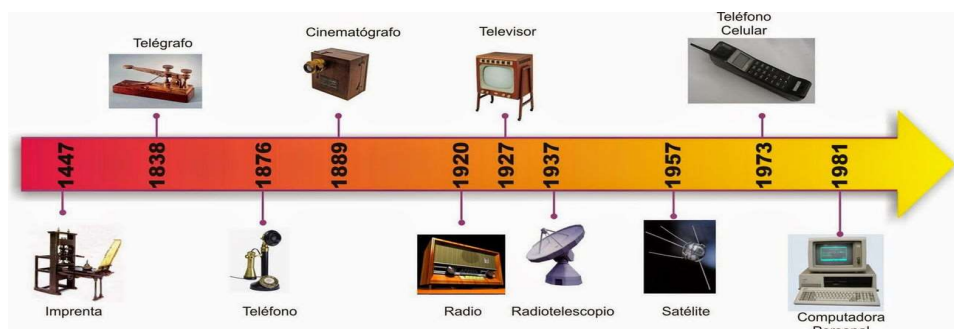 Telégrafo
Cinematógrafo
Televisor
Teléfono
Celular
1447
1838
1876
1889
1920
1927
1937
1957
1973
1981
Imprenta
Teléfono
Radio
Radiotelescopio
Satélite
Computadora
Personal